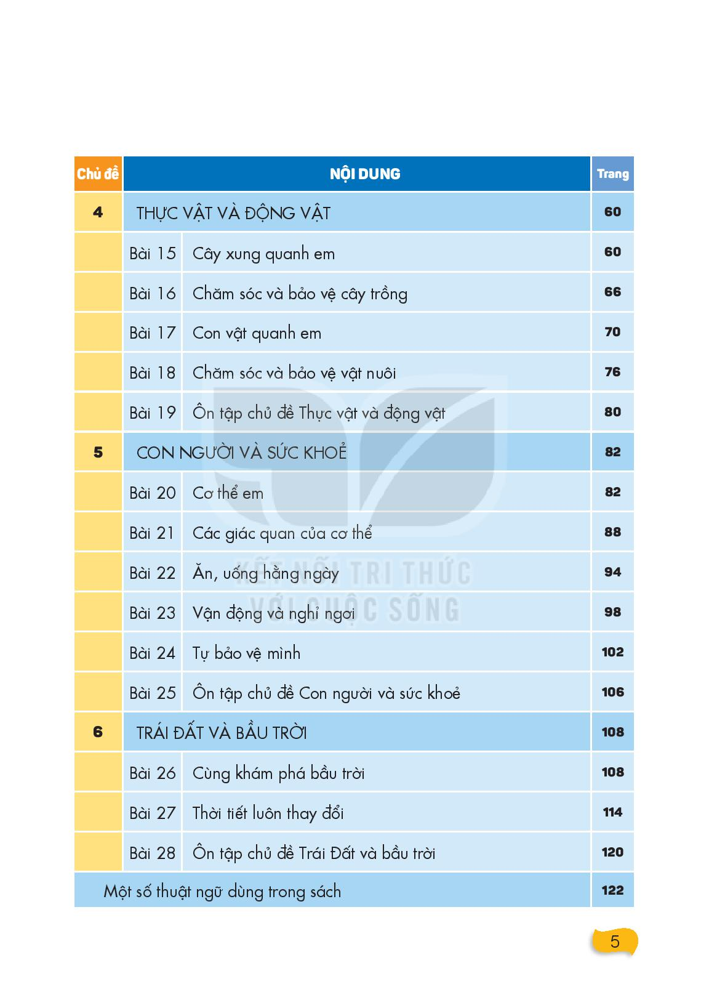 Chủ đề NỘI DUNG Trang
4 THỰC VẬT VÀ ĐỘNG VẬT 60
Bài 15 Cây xung quanh em 60
Bài 16 Chăm sóc và bảo vệ cây trồng 66
Bài 17 Con vật quanh em 70
Bài 18 Chăm sóc và bảo vệ vật nuôi 76
Bài 19 Ôn tập chủ đề Thực vật và động vật 80
5 CON NGƯỜI VÀ SỨC KHOẺ 82
Bài 20 Cơ thể em 82
Bài 21 Các giác quan của cơ thể 88
Bài 22 Ăn, uống hằng ngày 94
KẾT NỐI TRI THỨC
Bài 23 Vận động và nghỉ ngơi 98
VỚI CUỘC SỐNG
Bài 24 Tự bảo vệ mình 102
Bài 25 Ôn tập chủ đề Con người và sức khoẻ 106
6 TRÁI ĐẤT VÀ BẦU TRỜI 108
Bài 26 Cùng khám phá bầu trời 108
Bài 27 Thời tiết luôn thay đổi 114
Bài 28 Ôn tập chủ đề Trái Đất và bầu trời 120
Một số thuật ngữ dùng trong sách 122
5